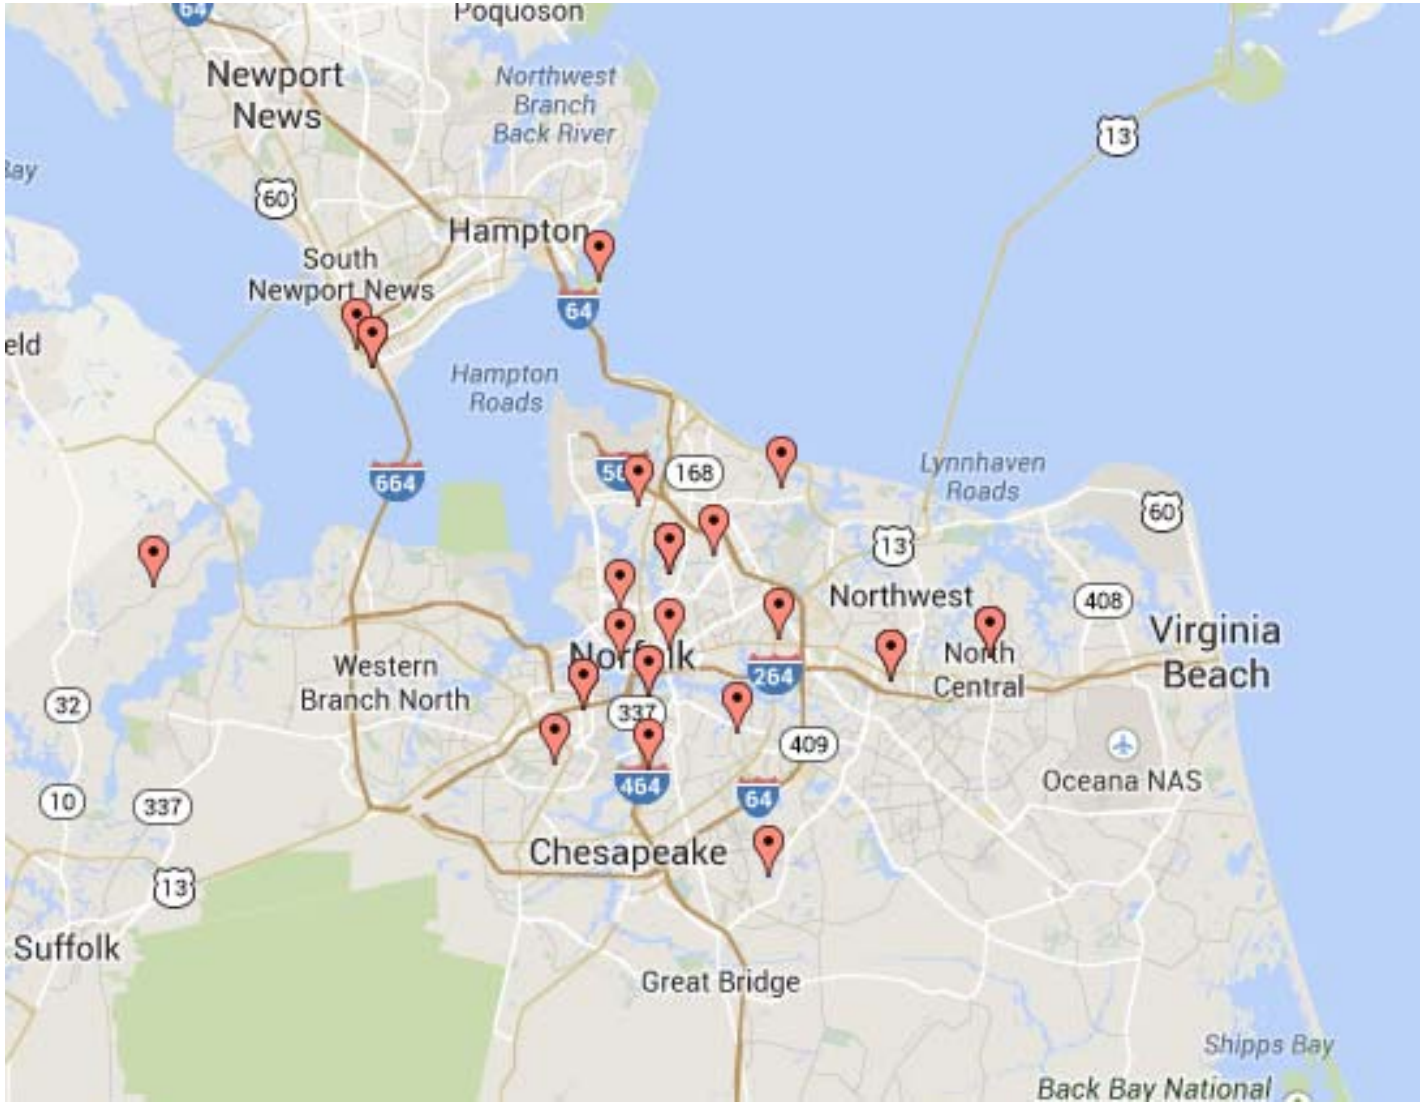 64
Poquoson
Newport
News
Northwest
Branch
Back River
13
Bay
60
Hampton
South
Newport News
64
eld
Hampton
Roads
664
168
Lynnhaven
Roads
60
13
Northwest
408
Virginia
Beach
Norfolk
North
Central
264
Western
Branch North
32
337
409
Oceana NAS
10
337
464
64
Chesapeake
13
Suffolk
Great Bridge
Shipps Bay
Back Bay National